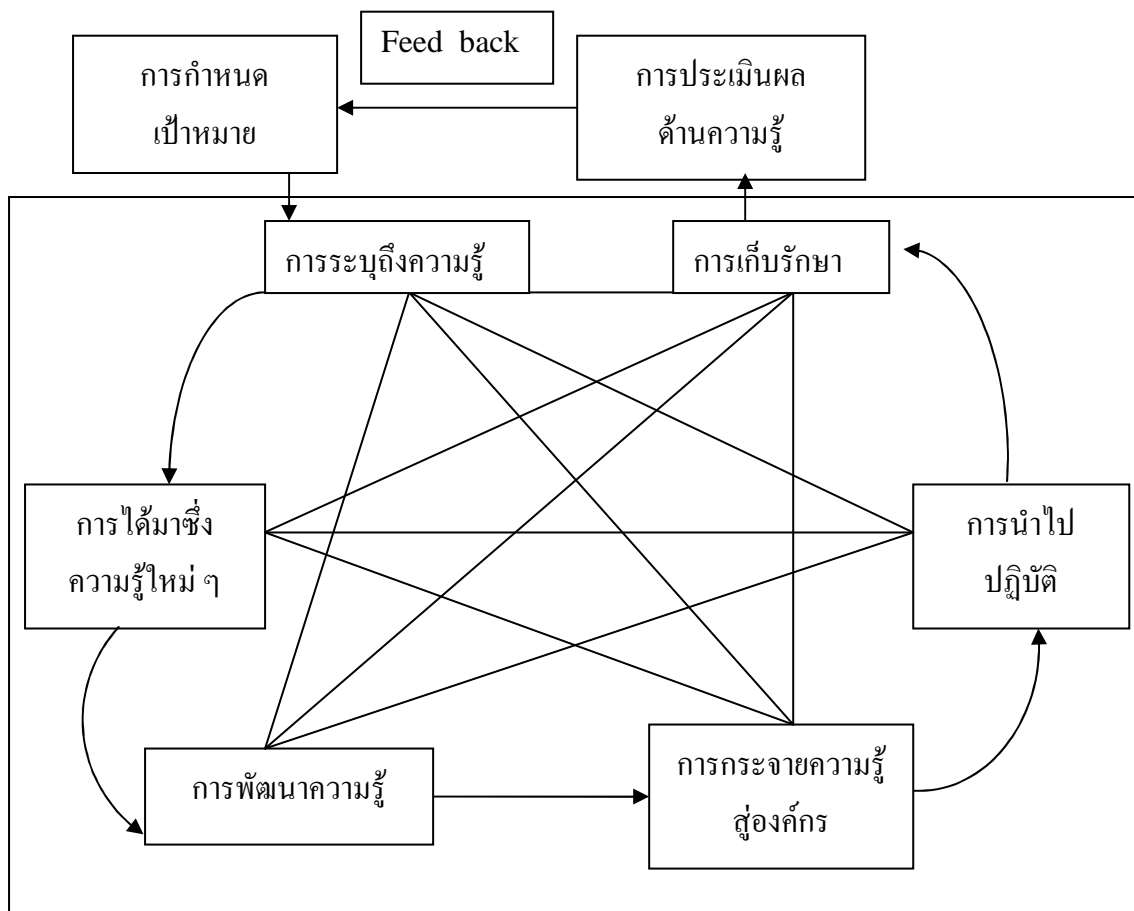 Feed back
การกำหนด
เป้าหมาย
การประเมินผล
ด้านความรู้
การระบุถึงความรู้
การเก็บรักษา
การได้มาซึ่ง
ความรู้ใหม่ ๆ
การนำไป
ปฏิบัติ
การพัฒนาความรู้
การกระจายความรู้
สู่องค์กร